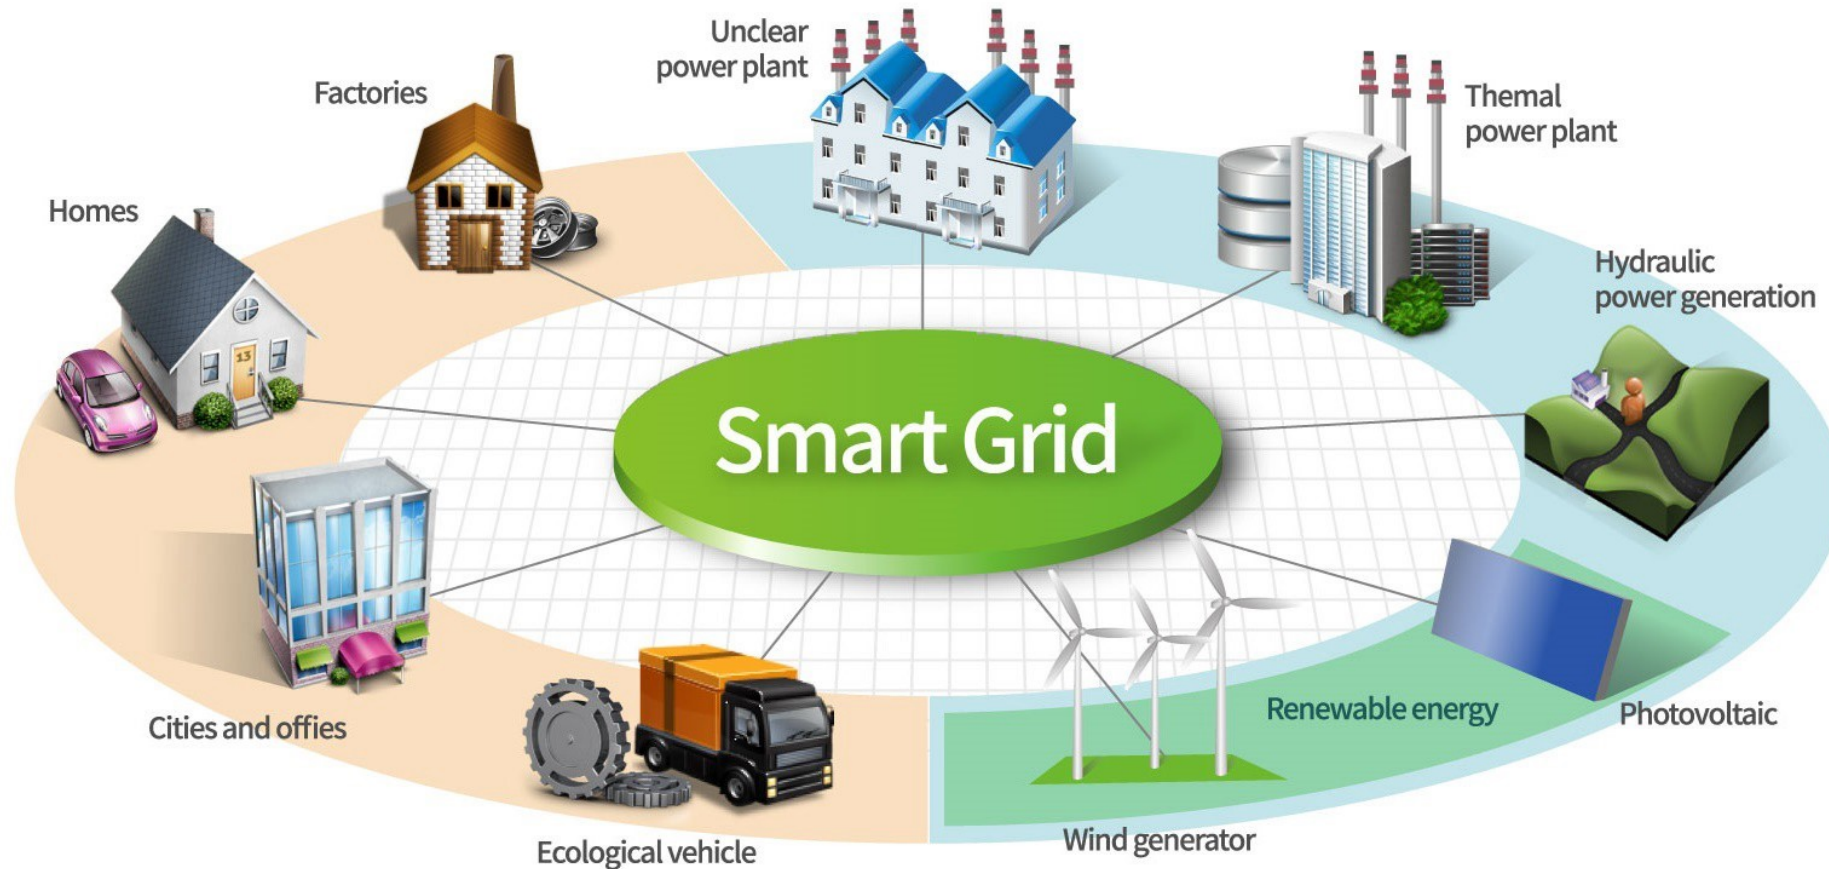 Unclear
power plant
Factories
Themal
power plant
Homes
Hydraulic
power generation
13
Smart Grid
Renewable energy
Photovoltaic
Cities and offies
Wind generator
Ecological vehicle